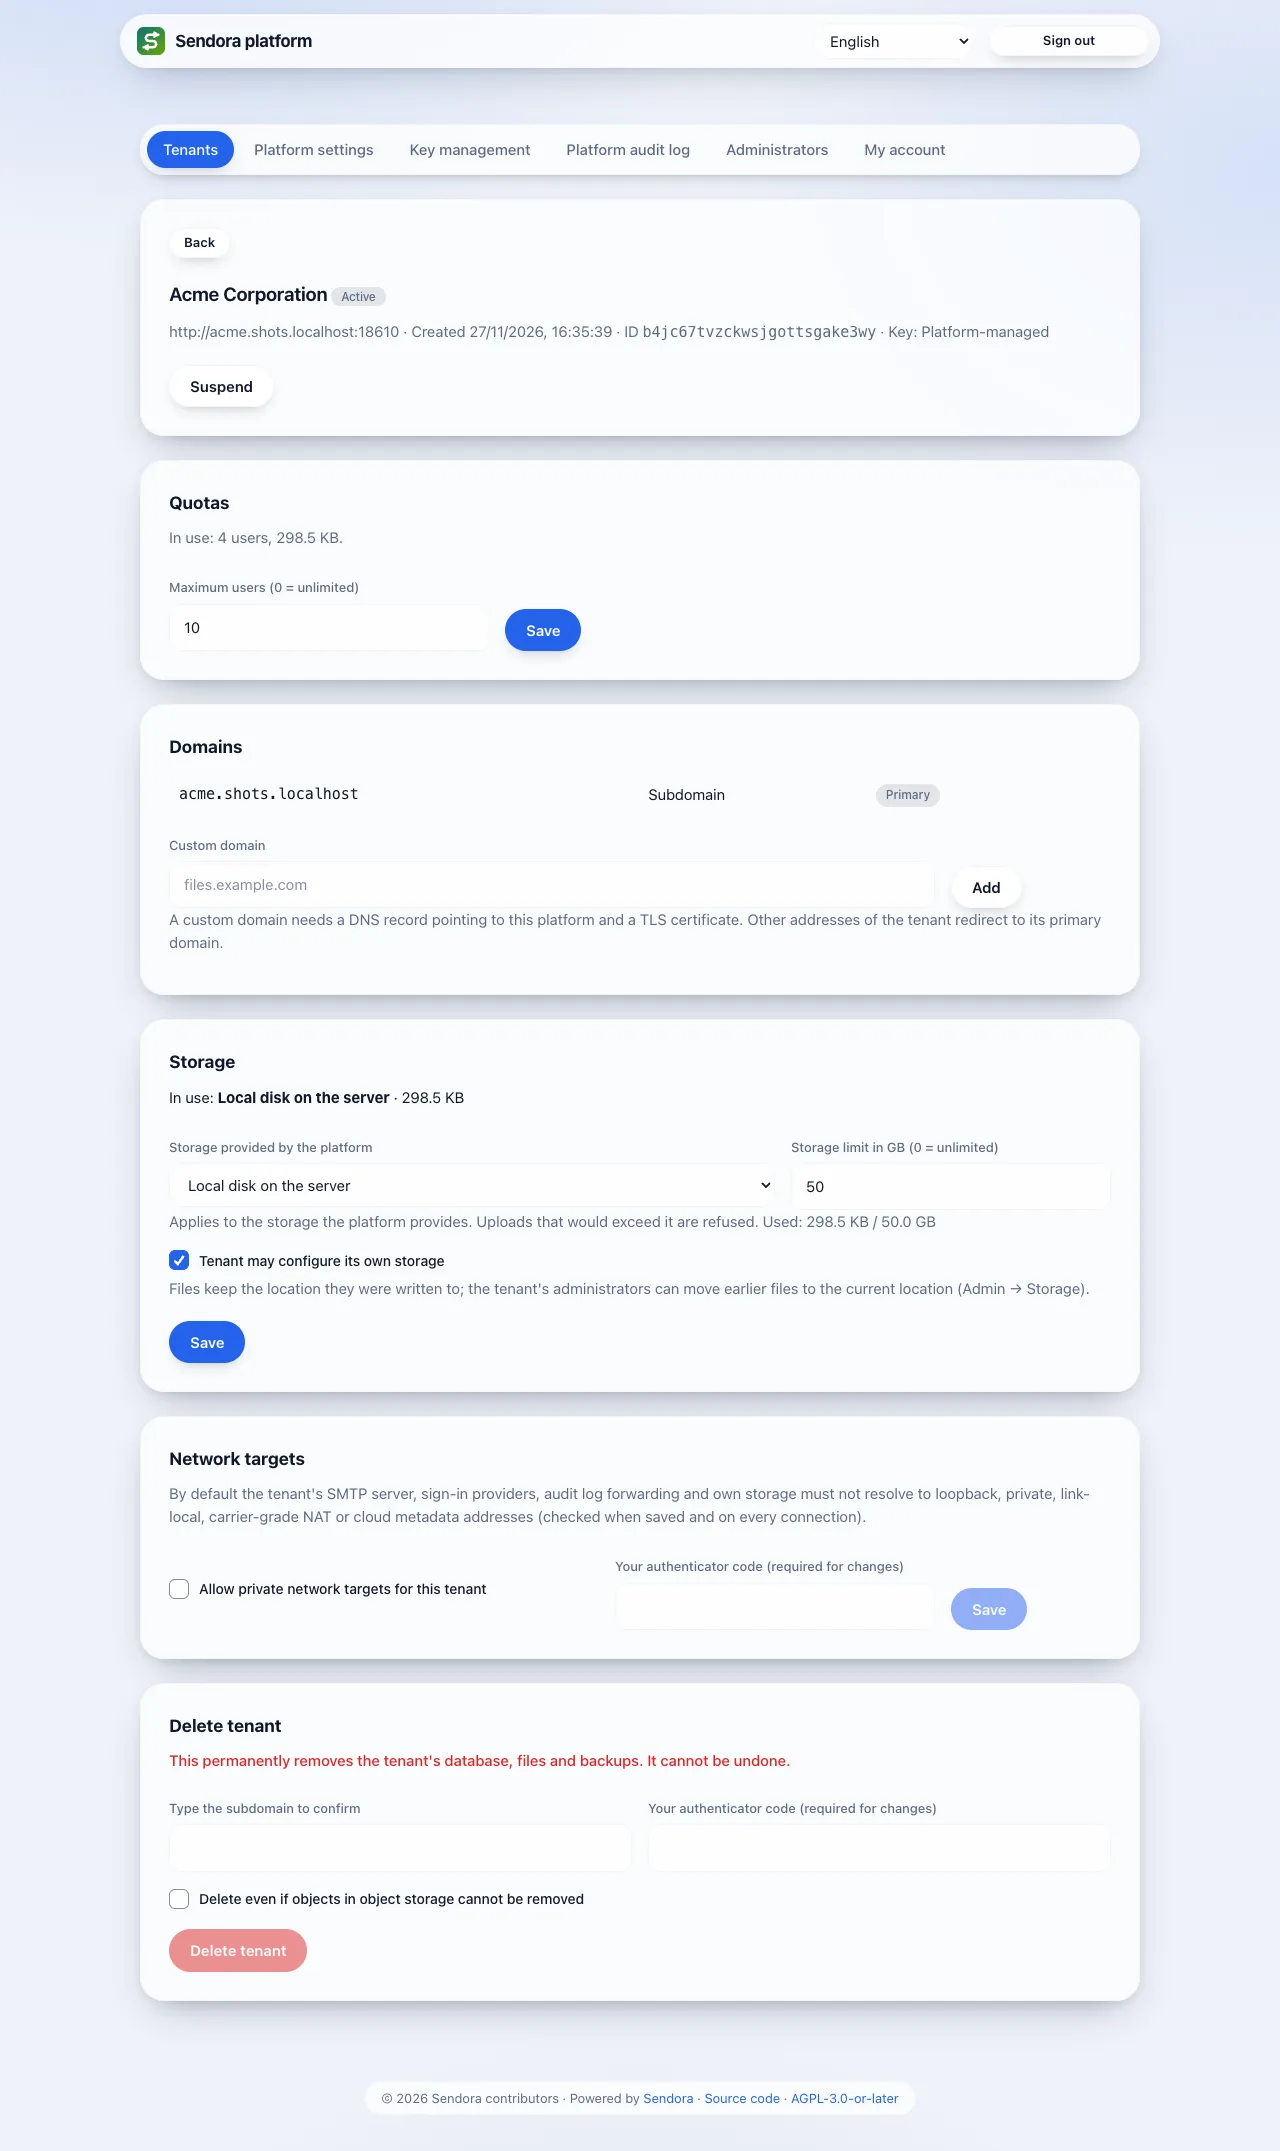 Sendora platform
English
Sign out
Tenants
Platform settings
Key management
Platform audit log
Administrators
My account
Back
Acme Corporation Active
http://acme.shots.localhost:18610 · Created 27/11/2026, 16:35:39 · ID b4jc67tvzckwsjgottsgake3wy · Key: Platform-managed
Suspend
Quotas
In use: 4 users, 298.5 KB.
Maximum users (0 = unlimited)
10
Save
Domains
acme.shots.localhost
Subdomain
Primary
Custom domain
files.example.com
Add
A custom domain needs a DNS record pointing to this platform and a TLS certificate. Other addresses of the tenant redirect to its primary
domain.
Storage
In use: Local disk on the server · 298.5 KB
Storage provided by the platform
Storage limit in GB (0 = unlimited)
Local disk on the server
50
Applies to the storage the platform provides. Uploads that would exceed it are refused. Used: 298.5 KB / 50.0 GB
Tenant may configure its own storage
Files keep the location they were written to; the tenant's administrators can move earlier files to the current location (Admin → Storage).
Save
Network targets
By default the tenant's SMTP server, sign-in providers, audit log forwarding and own storage must not resolve to loopback, private, link-
local, carrier-grade NAT or cloud metadata addresses (checked when saved and on every connection).
Allow private network targets for this tenant
Your authenticator code (required for changes)
Save
Delete tenant
This permanently removes the tenant's database, files and backups. It cannot be undone.
Type the subdomain to confirm
Your authenticator code (required for changes)
Delete even if objects in object storage cannot be removed
Delete tenant
© 2026 Sendora contributors · Powered by Sendora · Source code · AGPL-3.0-or-later